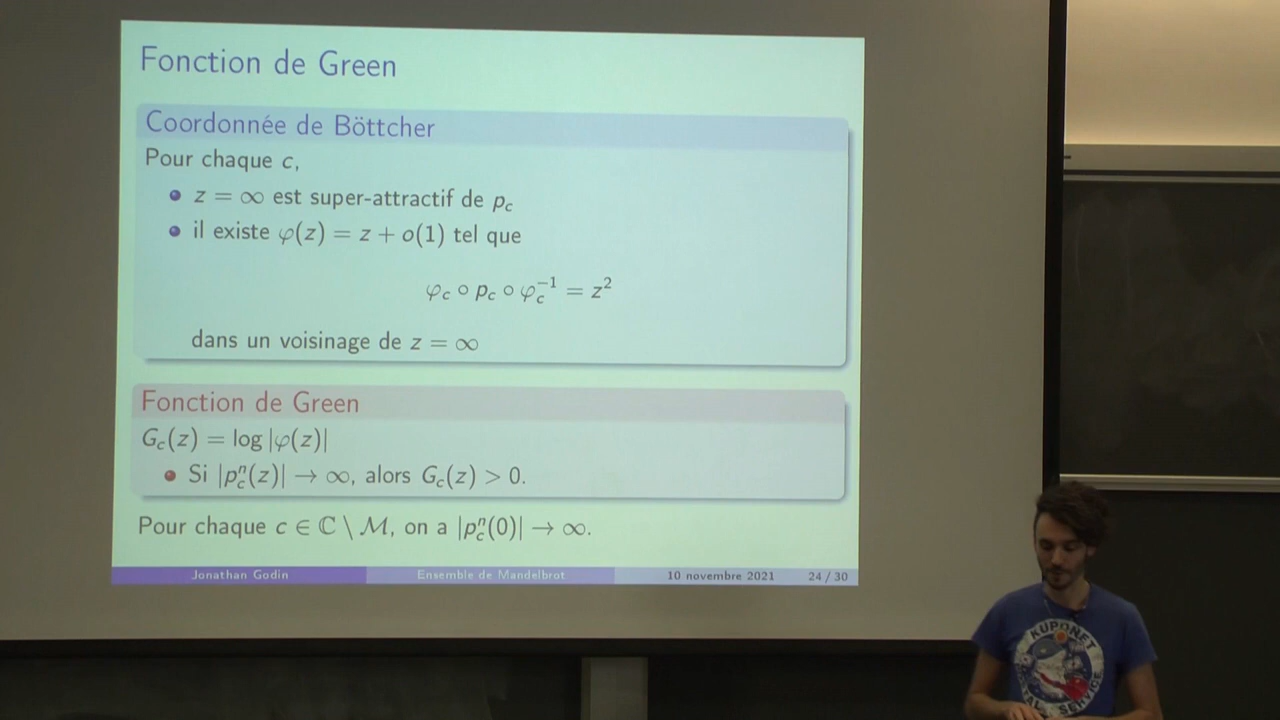 Fonction de Green
Coordonnée de Böttcher
Pour chaque c,
z = ∞ est super-attractif de p_c
il existe φ(z) = z + o(1) tel que
φ_c ∘ p_c ∘ φ_c^{-1} = z^2
dans un voisinage de z = ∞
Fonction de Green
G_c(z) = log |φ(z)|
Si |p_c^n(z)| → ∞, alors G_c(z) > 0.
Pour chaque c ∈ ℂ \ ℳ, on a |p_c^n(0)| → ∞.
Jonathan Godin Ensemble de Mandelbrot 10 novembre 2021 24 / 30
KUPONET
SERVICE